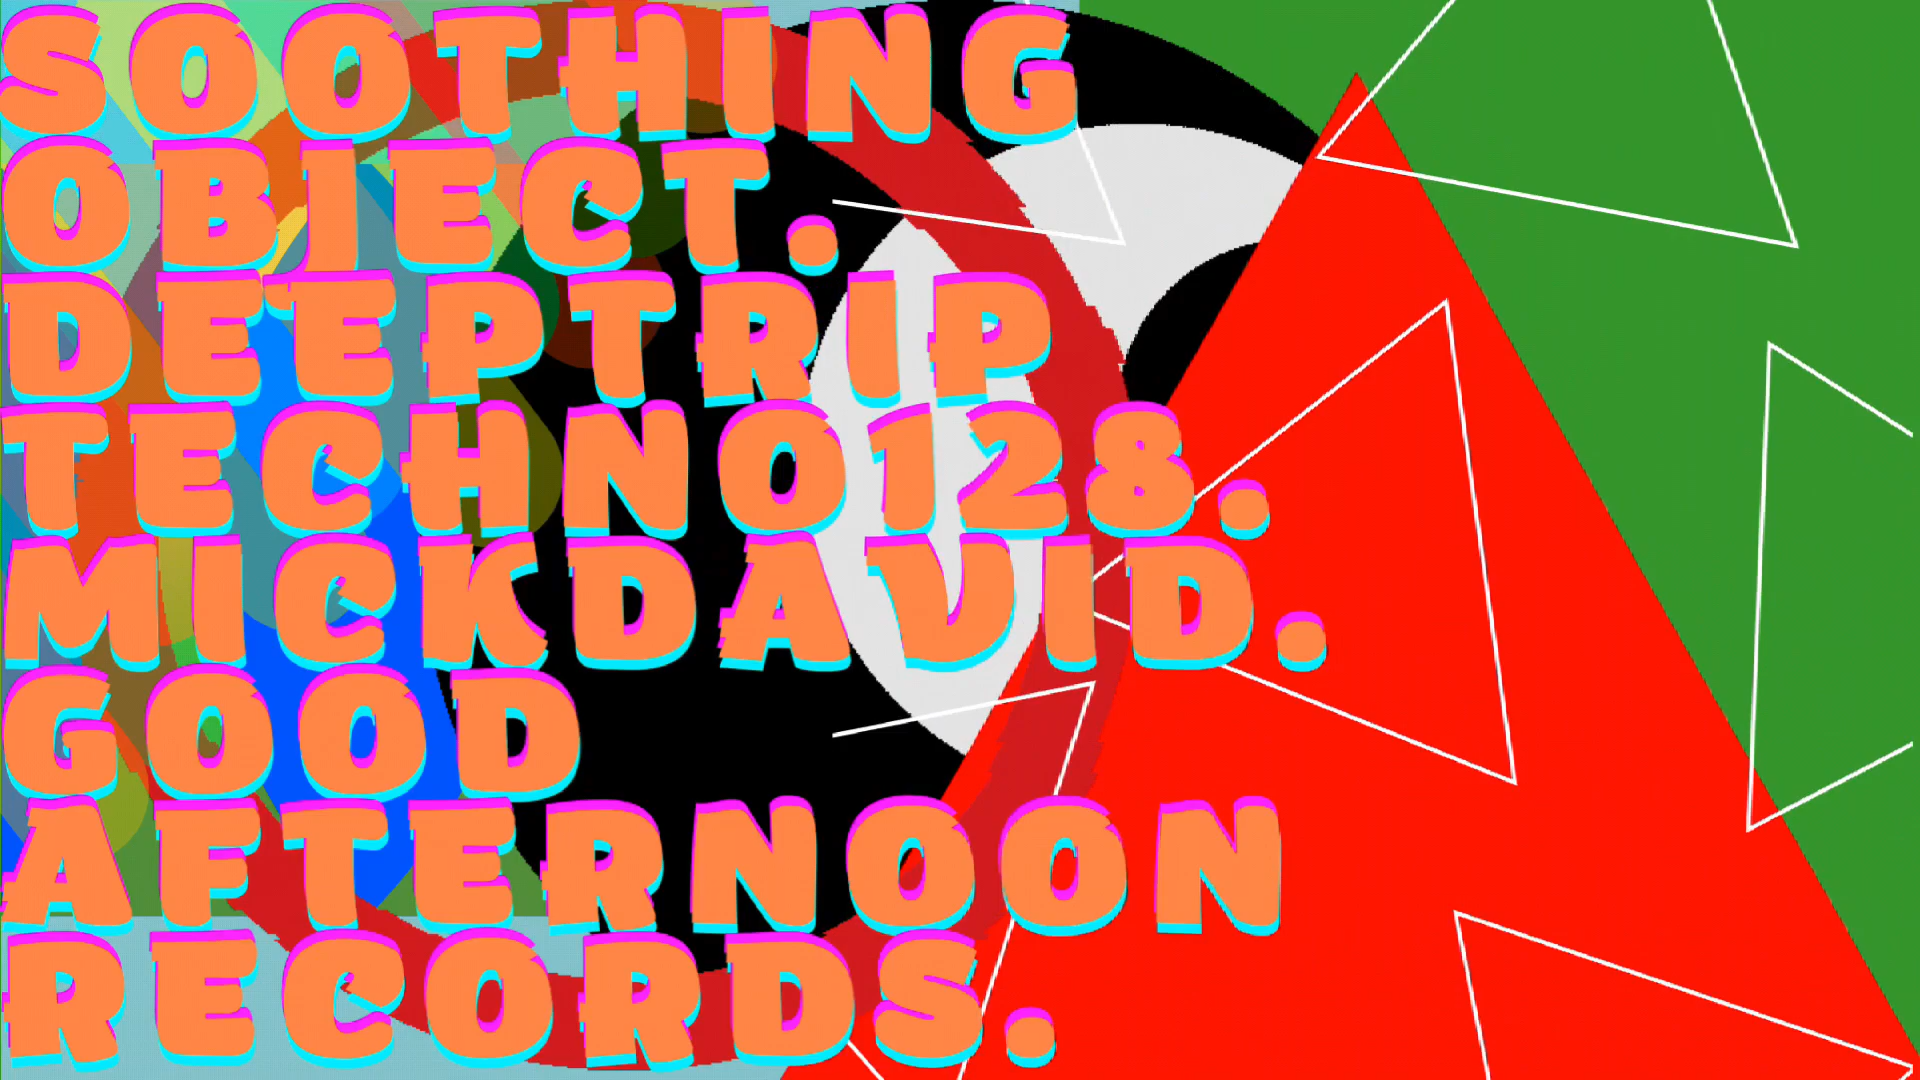 SOOTHING
OBJECT.
DEEPTRIP
TECHNO128.
MICKDAVID.
GOOD
AFTERNOON
RECORDS.